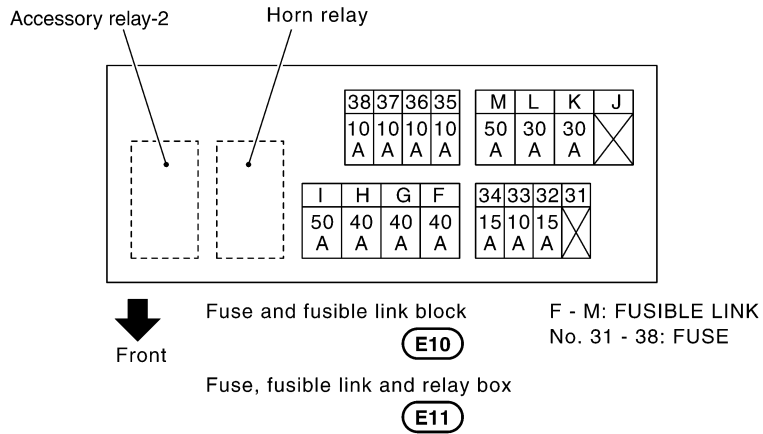 Accessory relay-2
Horn relay
38 37 36 35
10 A 10 A 10 A 10 A
M L K J
50 A 30 A 30 A
I H G F
50 A 40 A 40 A 40 A
34 33 32 31
15 A 10 A 15 A
Front
Fuse and fusible link block
E10
Fuse, fusible link and relay box
E11
F - M: FUSIBLE LINK
No. 31 - 38: FUSE